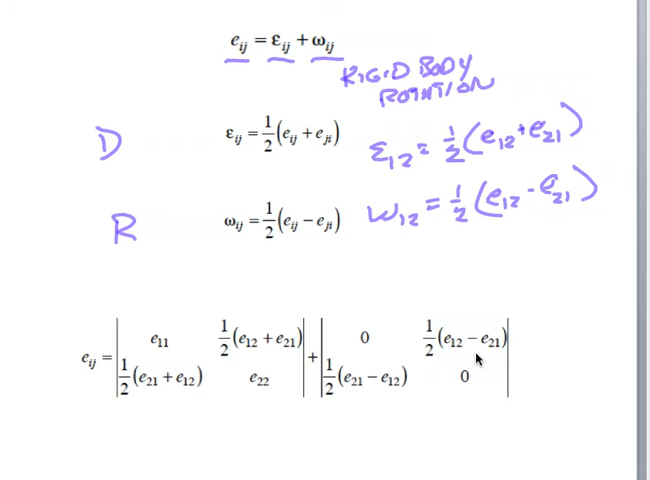 e_ij = ε_ij + ω_ij
RIGID BODY
ROTATION
D
ε_ij = 1/2 (e_ij + e_ji)
ε_12 = 1/2 (e_12 + e_21)
R
ω_ij = 1/2 (e_ij − e_ji)
ω_12 = 1/2 (e_12 - e_21)
e_ij = | e_11 1/2 (e_12 + e_21) | + | 0 1/2 (e_12 − e_21) |
| 1/2 (e_21 + e_12) e_22 | | 1/2 (e_21 − e_12) 0 |